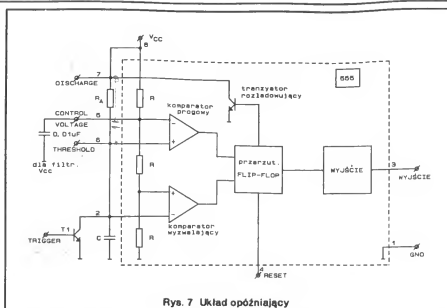 VCC
8
555
7
DISCHARGE
RA
R
tranzystor
rozładowujący
CONTROL
VOLTAGE
5
komparator
progowy
0,01uF
6
THRESHOLD
dla filtr.
Vcc
-
+
R
przerzut.
FLIP-FLOP
WYJŚCIE
3
WYJŚCIE
+
-
2
T1
TRIGGER
C
R
komparator
wyzwalający
4
RESET
1
GND
Rys. 7 Układ opóźniający